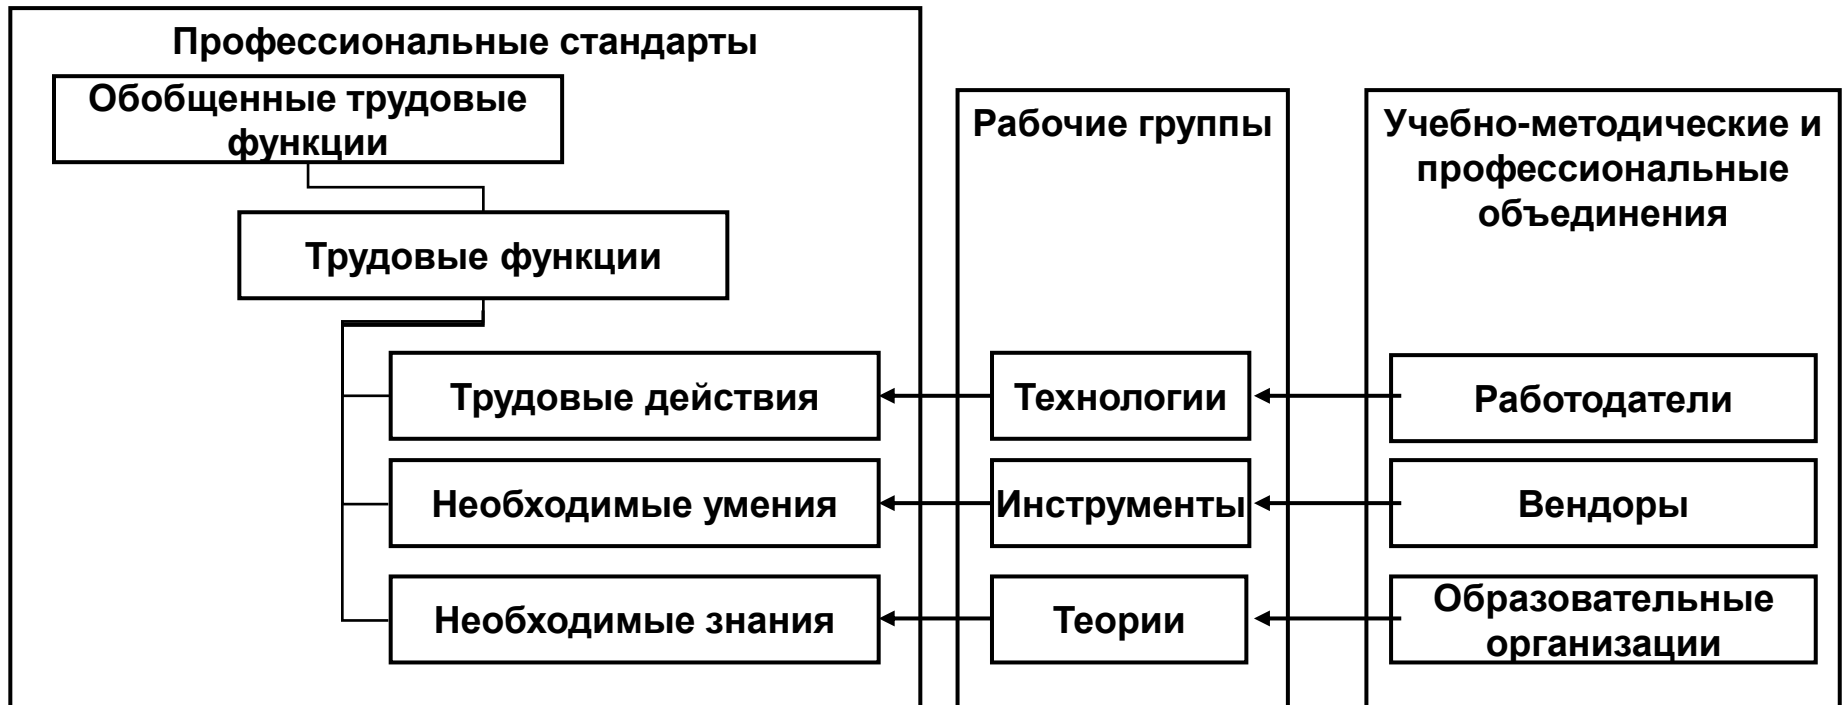 Профессиональные стандарты
Обобщенные трудовые
функции
Трудовые функции
Трудовые действия
Необходимые умения
Необходимые знания
Рабочие группы
Технологии
Инструменты
Теории
Учебно-методические и
профессиональные
объединения
Работодатели
Вендоры
Образовательные
организации